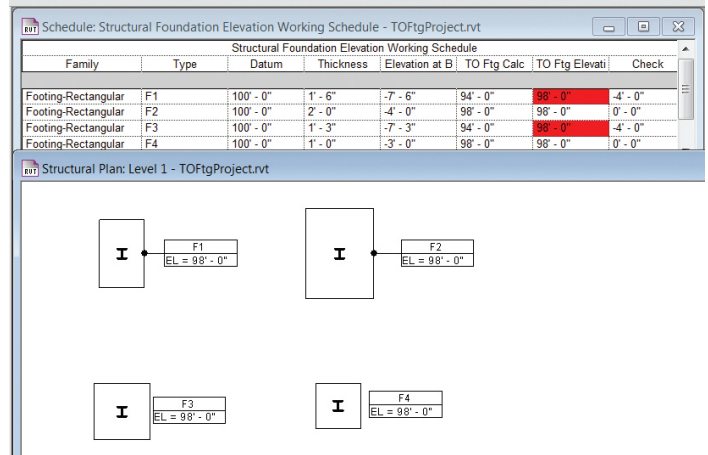 RVT Schedule: Structural Foundation Elevation Working Schedule - TOFtgProject.rvt
Structural Foundation Elevation Working Schedule
Family Type Datum Thickness Elevation at B TO Ftg Calc TO Ftg Elevati Check
Footing-Rectangular F1 100' - 0" 1' - 6" -7' - 6" 94' - 0" 98' - 0" -4' - 0"
Footing-Rectangular F2 100' - 0" 2' - 0" -4' - 0" 98' - 0" 98' - 0" 0' - 0"
Footing-Rectangular F3 100' - 0" 1' - 3" -7' - 3" 94' - 0" 98' - 0" -4' - 0"
Footing-Rectangular F4 100' - 0" 1' - 0" -3' - 0" 98' - 0" 98' - 0" 0' - 0"
RVT Structural Plan: Level 1 - TOFtgProject.rvt
F1
EL = 98' - 0"
F2
EL = 98' - 0"
F3
EL = 98' - 0"
F4
EL = 98' - 0"